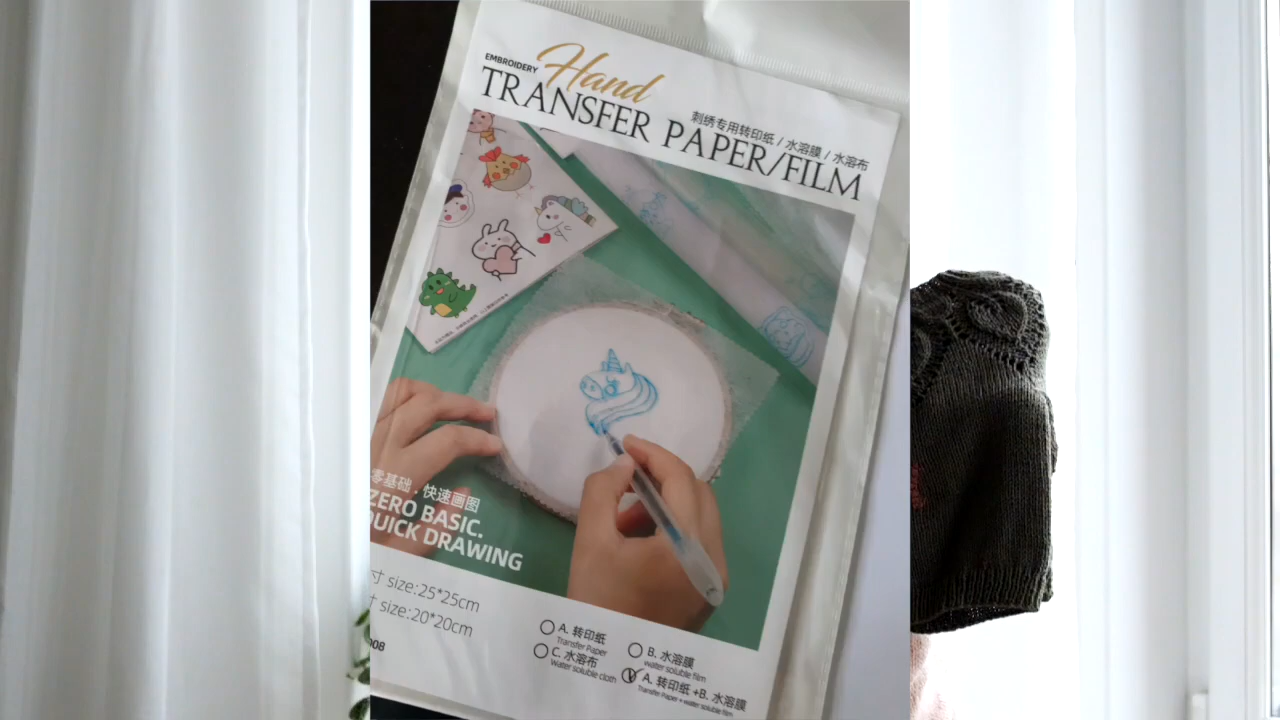 EMBROIDERY Hand
TRANSFER PAPER/FILM
刺绣专用转印纸 / 水溶膜 / 水溶布
零基础 . 快速画图
ZERO BASIC.
QUICK DRAWING
寸 size:25*25cm
寸 size:20*20cm
A. 转印纸
Transfer Paper
B. 水溶膜
water soluble film
C. 水溶布
Water soluble cloth
A. 转印纸 +B. 水溶膜
Transfer Paper + water soluble film